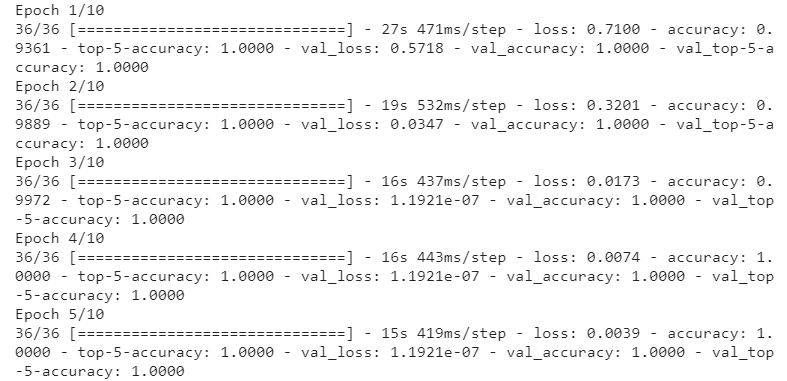 Epoch 1/10
36/36 [==============================] - 27s 471ms/step - loss: 0.7100 - accuracy: 0.
9361 - top-5-accuracy: 1.0000 - val_loss: 0.5718 - val_accuracy: 1.0000 - val_top-5-a
ccuracy: 1.0000
Epoch 2/10
36/36 [==============================] - 19s 532ms/step - loss: 0.3201 - accuracy: 0.
9889 - top-5-accuracy: 1.0000 - val_loss: 0.0347 - val_accuracy: 1.0000 - val_top-5-a
ccuracy: 1.0000
Epoch 3/10
36/36 [==============================] - 16s 437ms/step - loss: 0.0173 - accuracy: 0.
9972 - top-5-accuracy: 1.0000 - val_loss: 1.1921e-07 - val_accuracy: 1.0000 - val_top
-5-accuracy: 1.0000
Epoch 4/10
36/36 [==============================] - 16s 443ms/step - loss: 0.0074 - accuracy: 1.
0000 - top-5-accuracy: 1.0000 - val_loss: 1.1921e-07 - val_accuracy: 1.0000 - val_top
-5-accuracy: 1.0000
Epoch 5/10
36/36 [==============================] - 15s 419ms/step - loss: 0.0039 - accuracy: 1.
0000 - top-5-accuracy: 1.0000 - val_loss: 1.1921e-07 - val_accuracy: 1.0000 - val_top
-5-accuracy: 1.0000